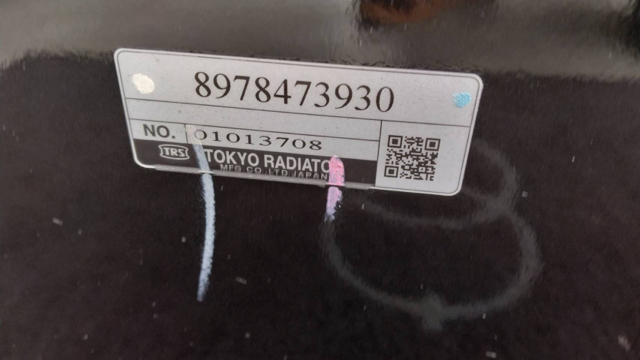 8978473930
NO. 01013708
TRS TOKYO RADIATO
MFG CO.,LTD.JAPAN